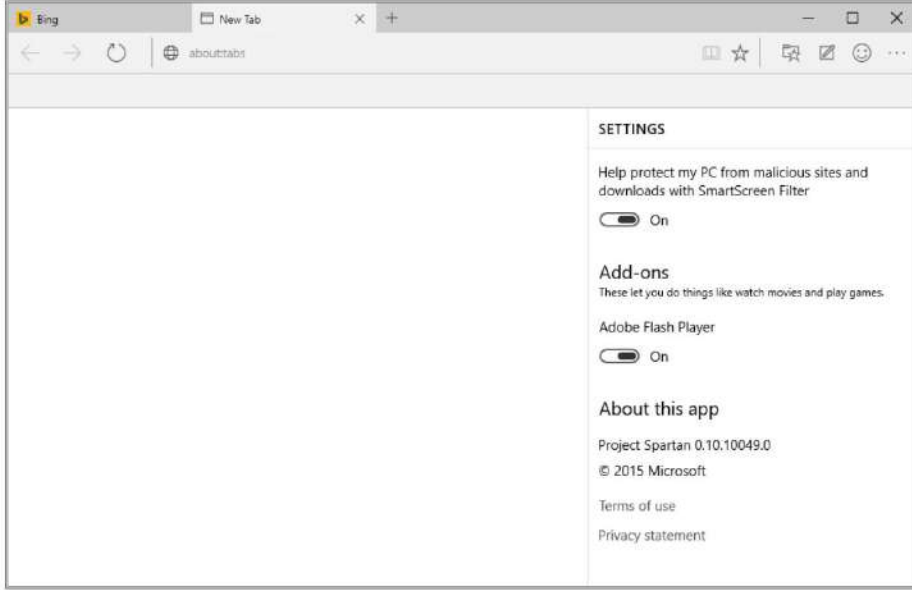 Bing
New Tab
about:tabs
SETTINGS
Help protect my PC from malicious sites and
downloads with SmartScreen Filter
On
Add-ons
These let you do things like watch movies and play games.
Adobe Flash Player
On
About this app
Project Spartan 0.10.10049.0
© 2015 Microsoft
Terms of use
Privacy statement